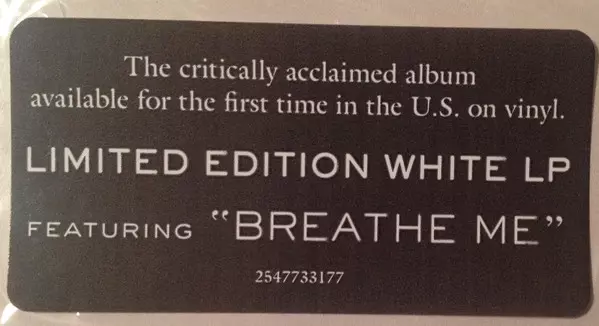 The critically acclaimed album
available for the first time in the U.S. on vinyl.
LIMITED EDITION WHITE LP
FEATURING “BREATHE ME”
2547733177